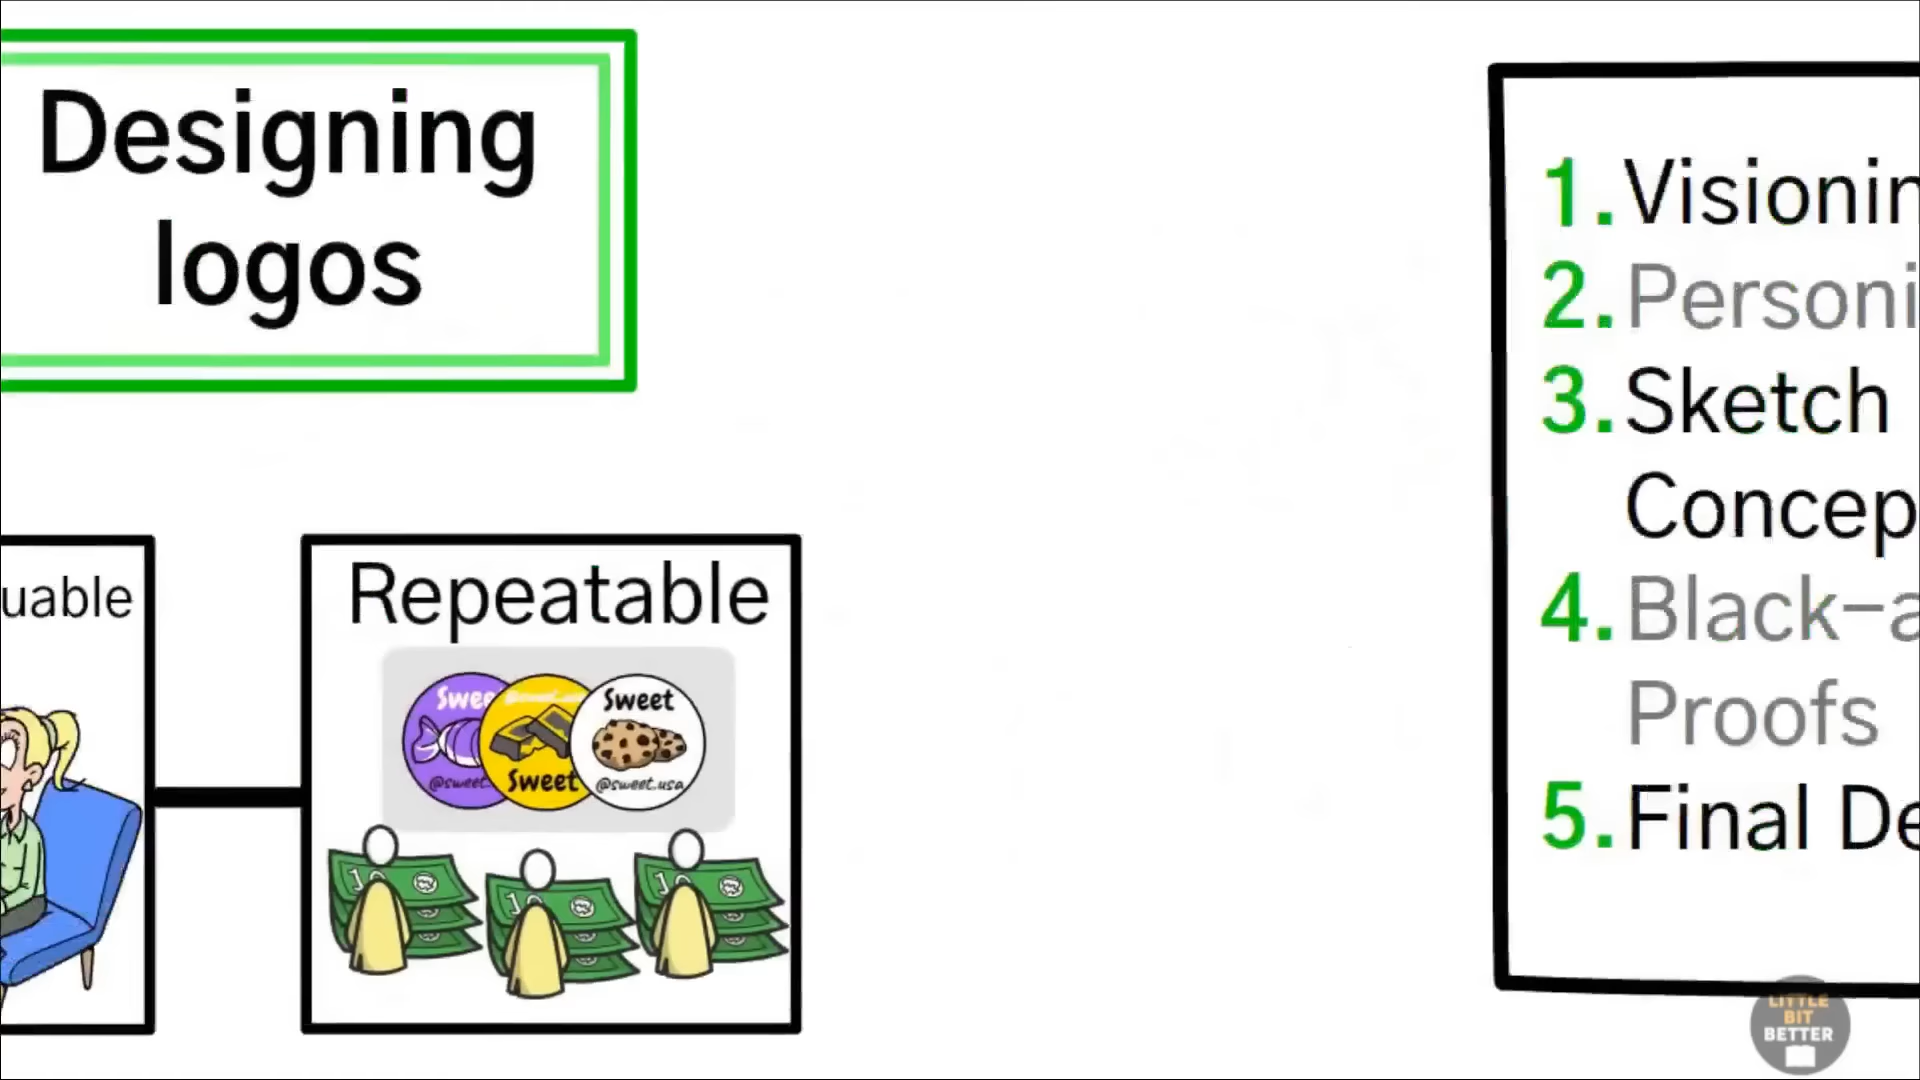 Designing
logos
uable
Repeatable
Sweet
@sweet.usa
Sweet
Swee
@sweet.
1. Visionin
2. Personi
3. Sketch
Concep
4. Black-a
Proofs
5. Final De
LITTLE
BIT
BETTER